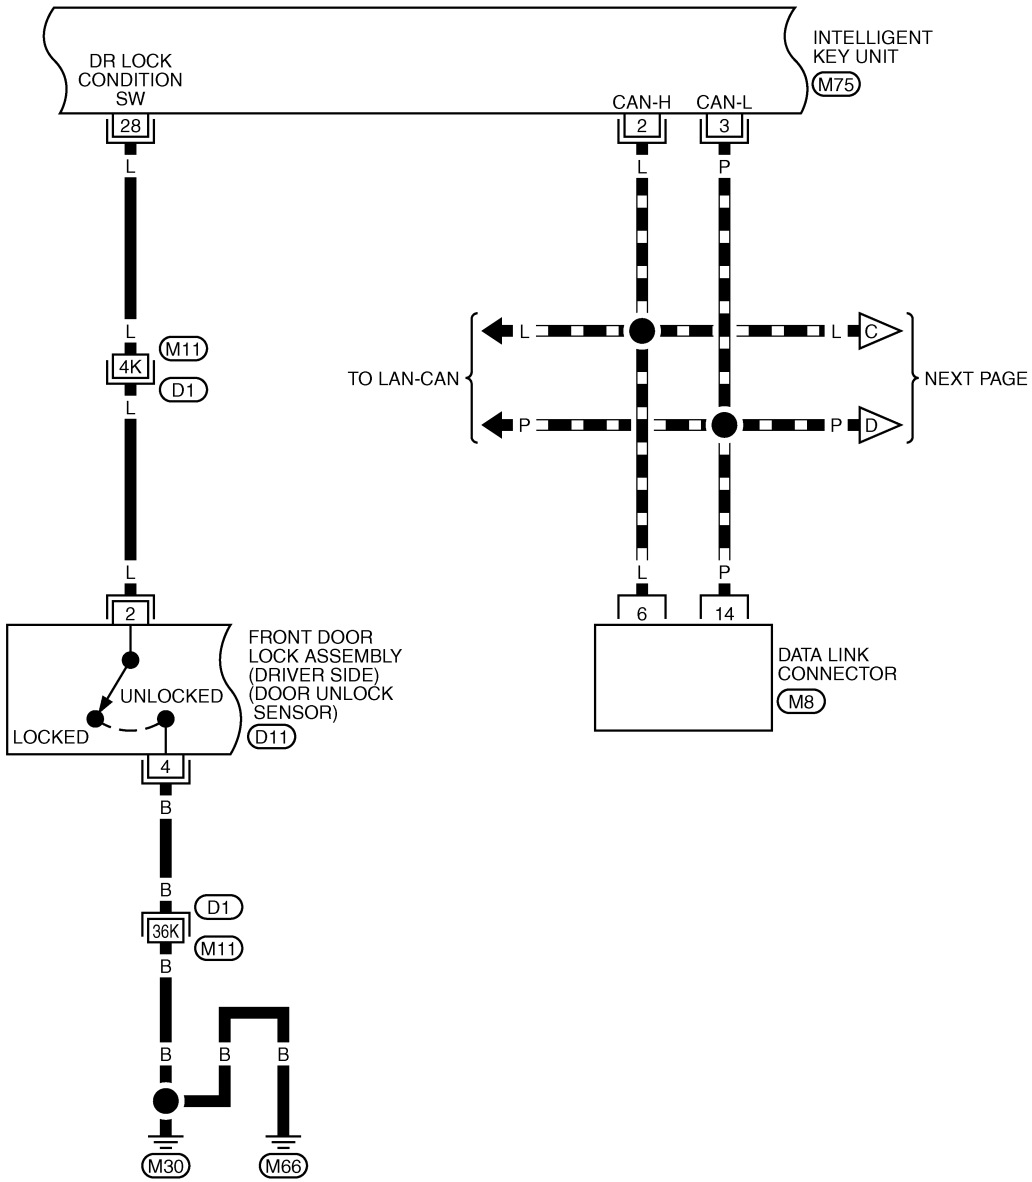 INTELLIGENT
KEY UNIT
M75
DR LOCK
CONDITION
SW
CAN-H
CAN-L
28
2
3
L
L
P
L
M11
4K
D1
L
TO LAN-CAN
L
L
C
P
P
D
NEXT PAGE
L
L
P
2
6
14
FRONT DOOR
LOCK ASSEMBLY
(DRIVER SIDE)
(DOOR UNLOCK
SENSOR)
D11
UNLOCKED
LOCKED
DATA LINK
CONNECTOR
M8
4
B
B
D1
36K
M11
B
B
B
B
M30
M66